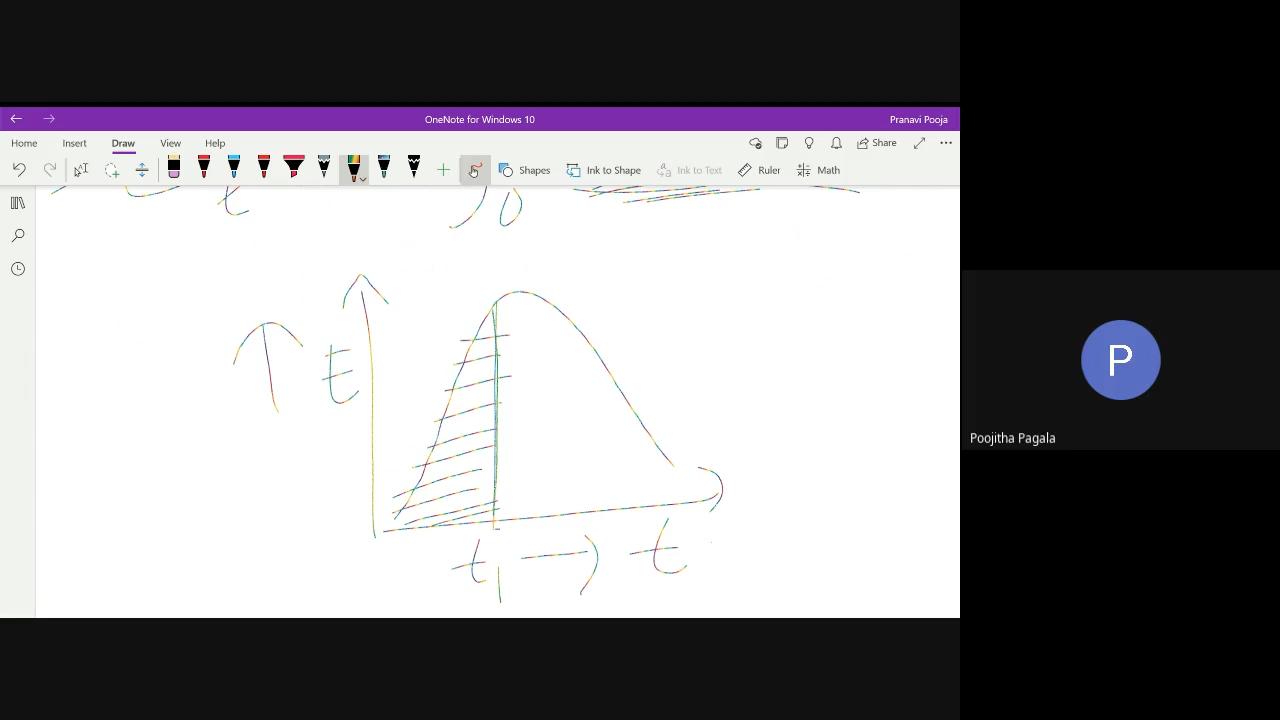 OneNote for Windows 10
Pranavi Pooja
Home Insert Draw View Help
Share
Shapes Ink to Shape Ink to Text Ruler Math
t
E
t1 → t
P
Poojitha Pagala